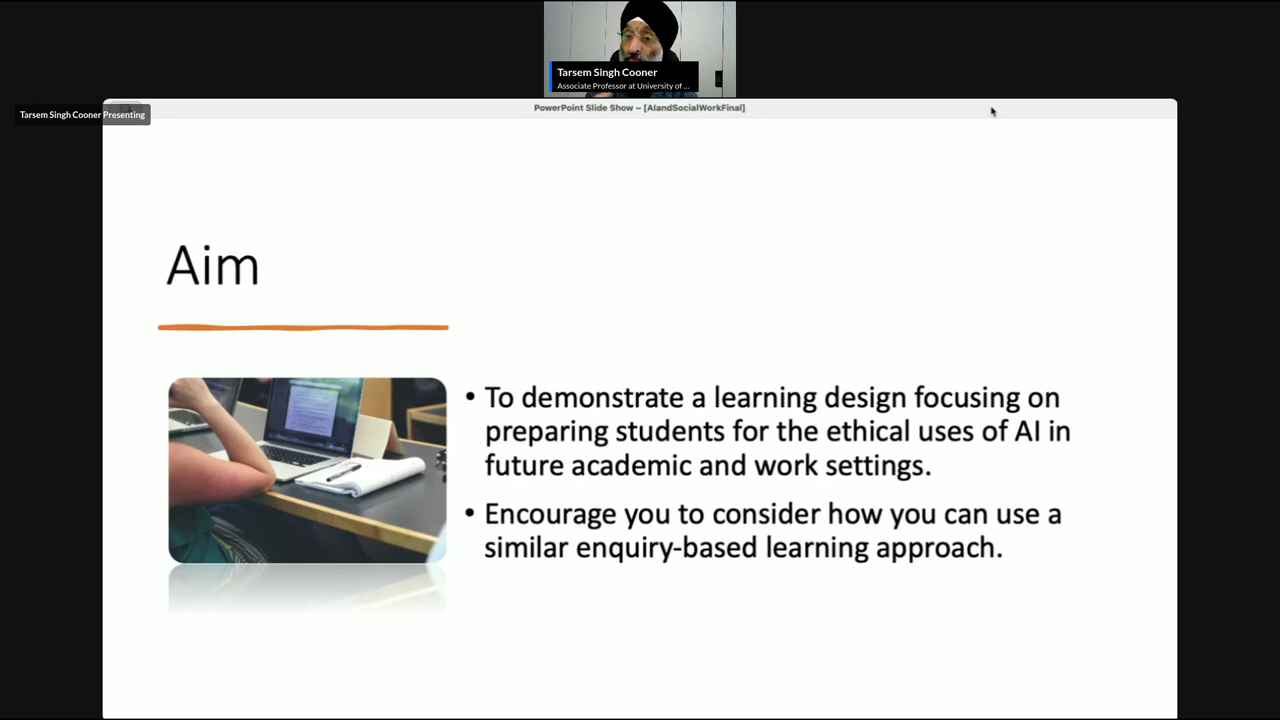 Tarsem Singh Cooner
Associate Professor at University of ...
Tarsem Singh Cooner Presenting
PowerPoint Slide Show – [AIandSocialWorkFinal]
Aim
• To demonstrate a learning design focusing on
preparing students for the ethical uses of AI in
future academic and work settings.
• Encourage you to consider how you can use a
similar enquiry-based learning approach.